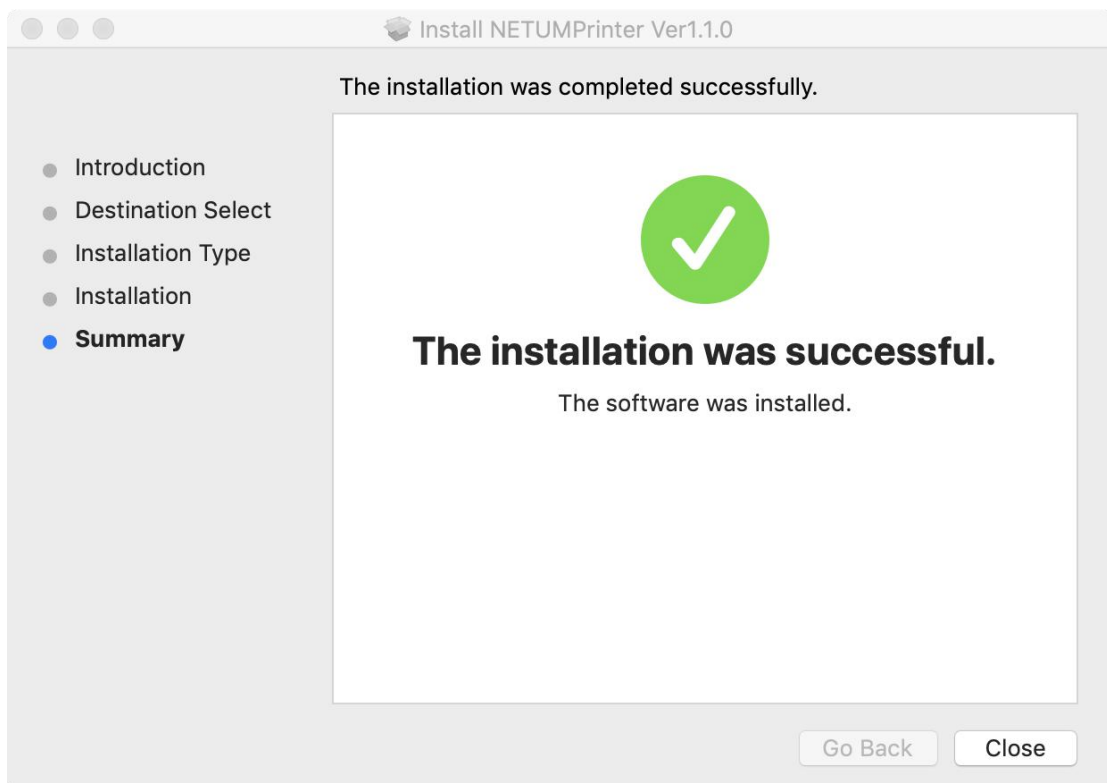 Install NETUMPrinter Ver1.1.0
The installation was completed successfully.
Introduction
Destination Select
Installation Type
Installation
Summary
The installation was successful.
The software was installed.
Go Back
Close